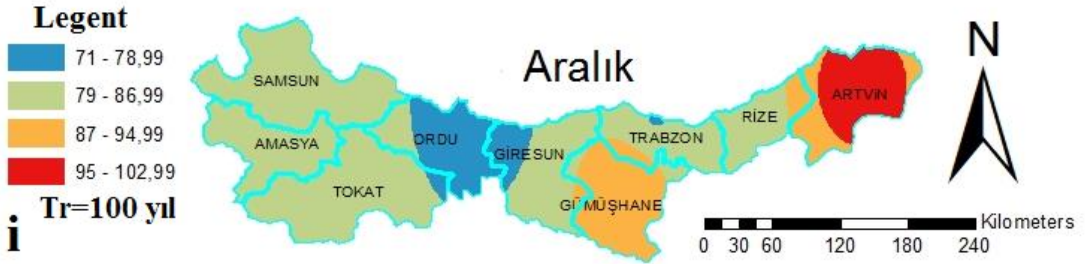 Legent
71 - 78,99
79 - 86,99
87 - 94,99
95 - 102,99
Tr=100 yıl
i
Aralık
SAMSUN
AMASYA
TOKAT
ORDU
GİRESUN
GÜMÜŞHANE
TRABZON
RİZE
ARTVİN
N
Kilometers
0 30 60 120 180 240